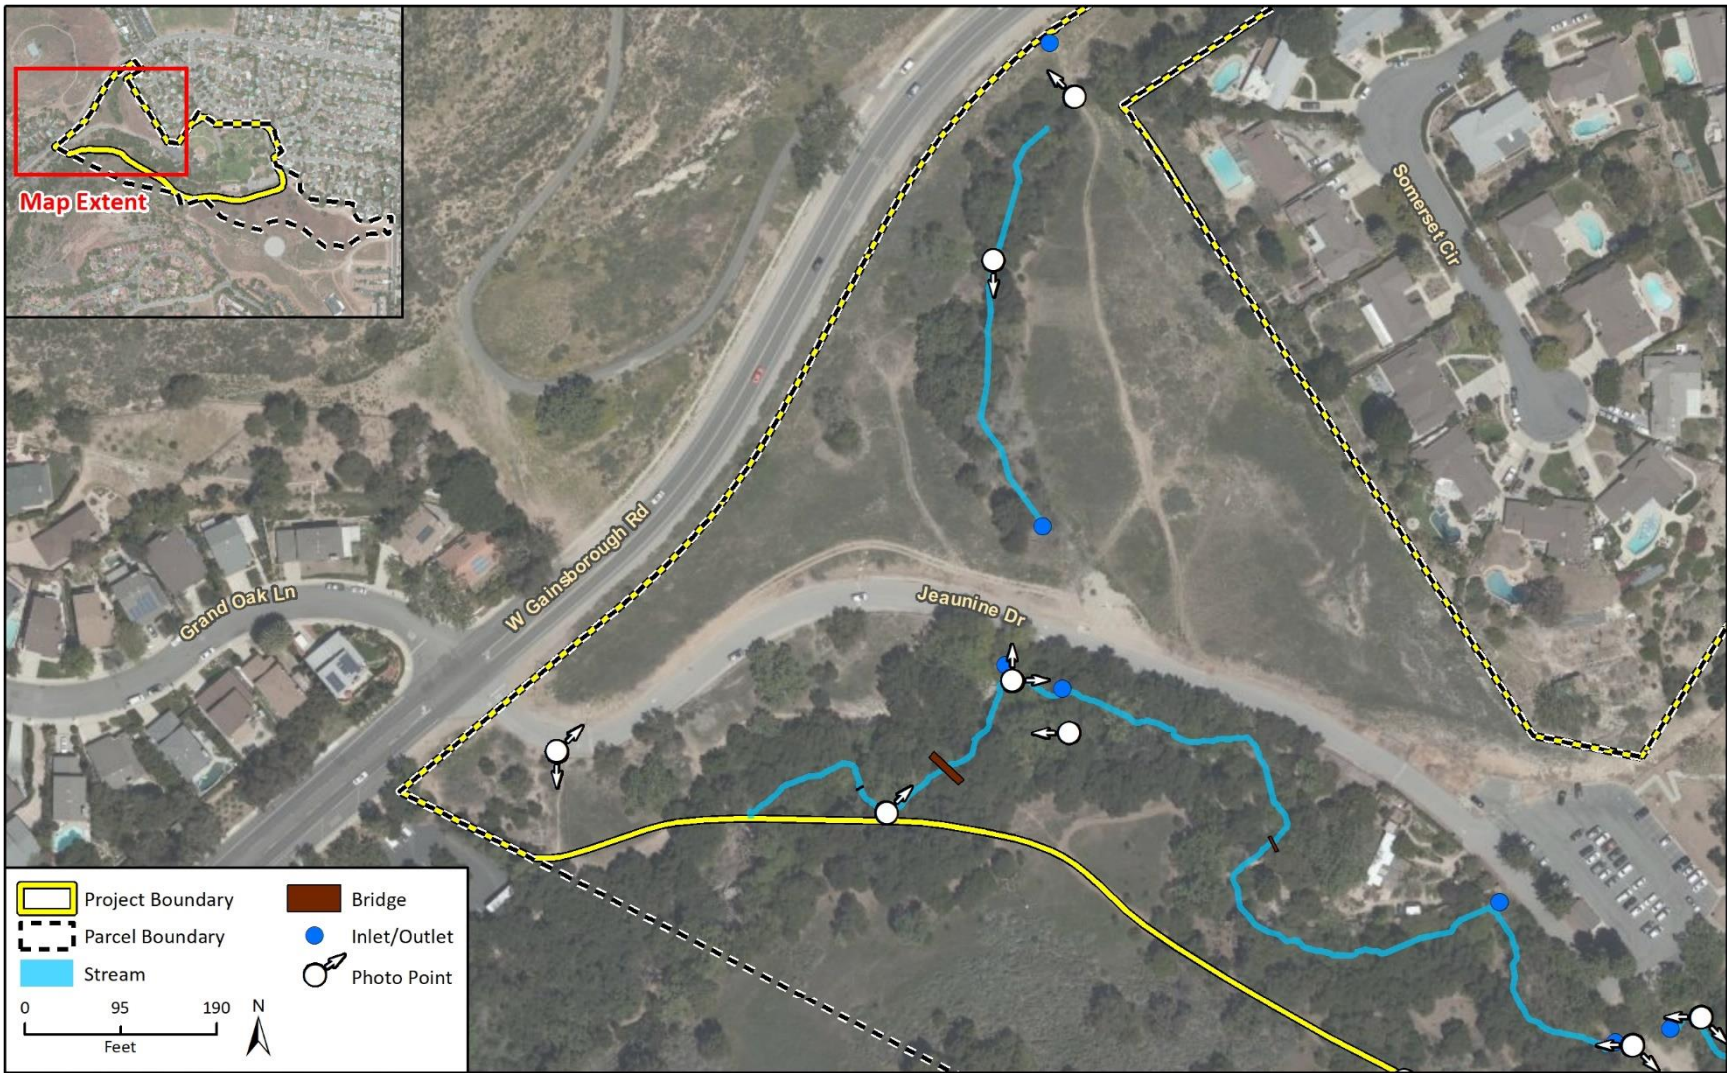 Map Extent
Somerset Cir
W Gainsborough Rd
Grand Oak Ln
Jeaunine Dr
Project Boundary
Parcel Boundary
Stream
Bridge
Inlet/Outlet
Photo Point
0 95 190
Feet
N